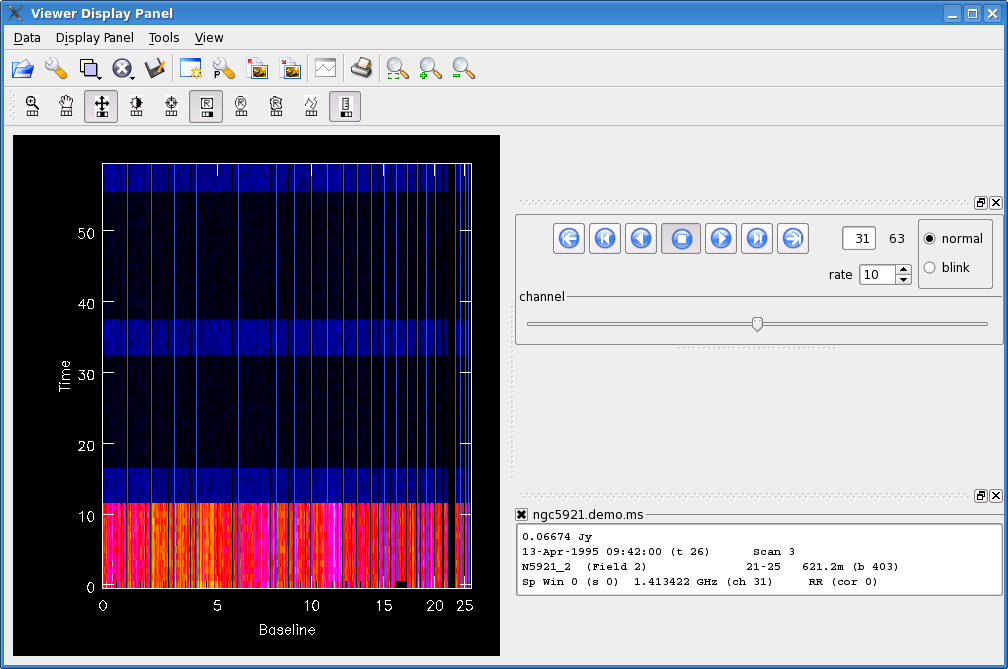 Viewer Display Panel
Data Display Panel Tools View
31 63 normal
blink
rate 10
channel
50
40
30
20
10
0
Time
0 5 10 15 20 25
Baseline
ngc5921.demo.ms
0.06674 Jy
13-Apr-1995 09:42:00 (t 26) Scan 3
N5921_2 (Field 2) 21-25 621.2m (b 403)
Sp Win 0 (s 0) 1.413422 GHz (ch 31) RR (cor 0)